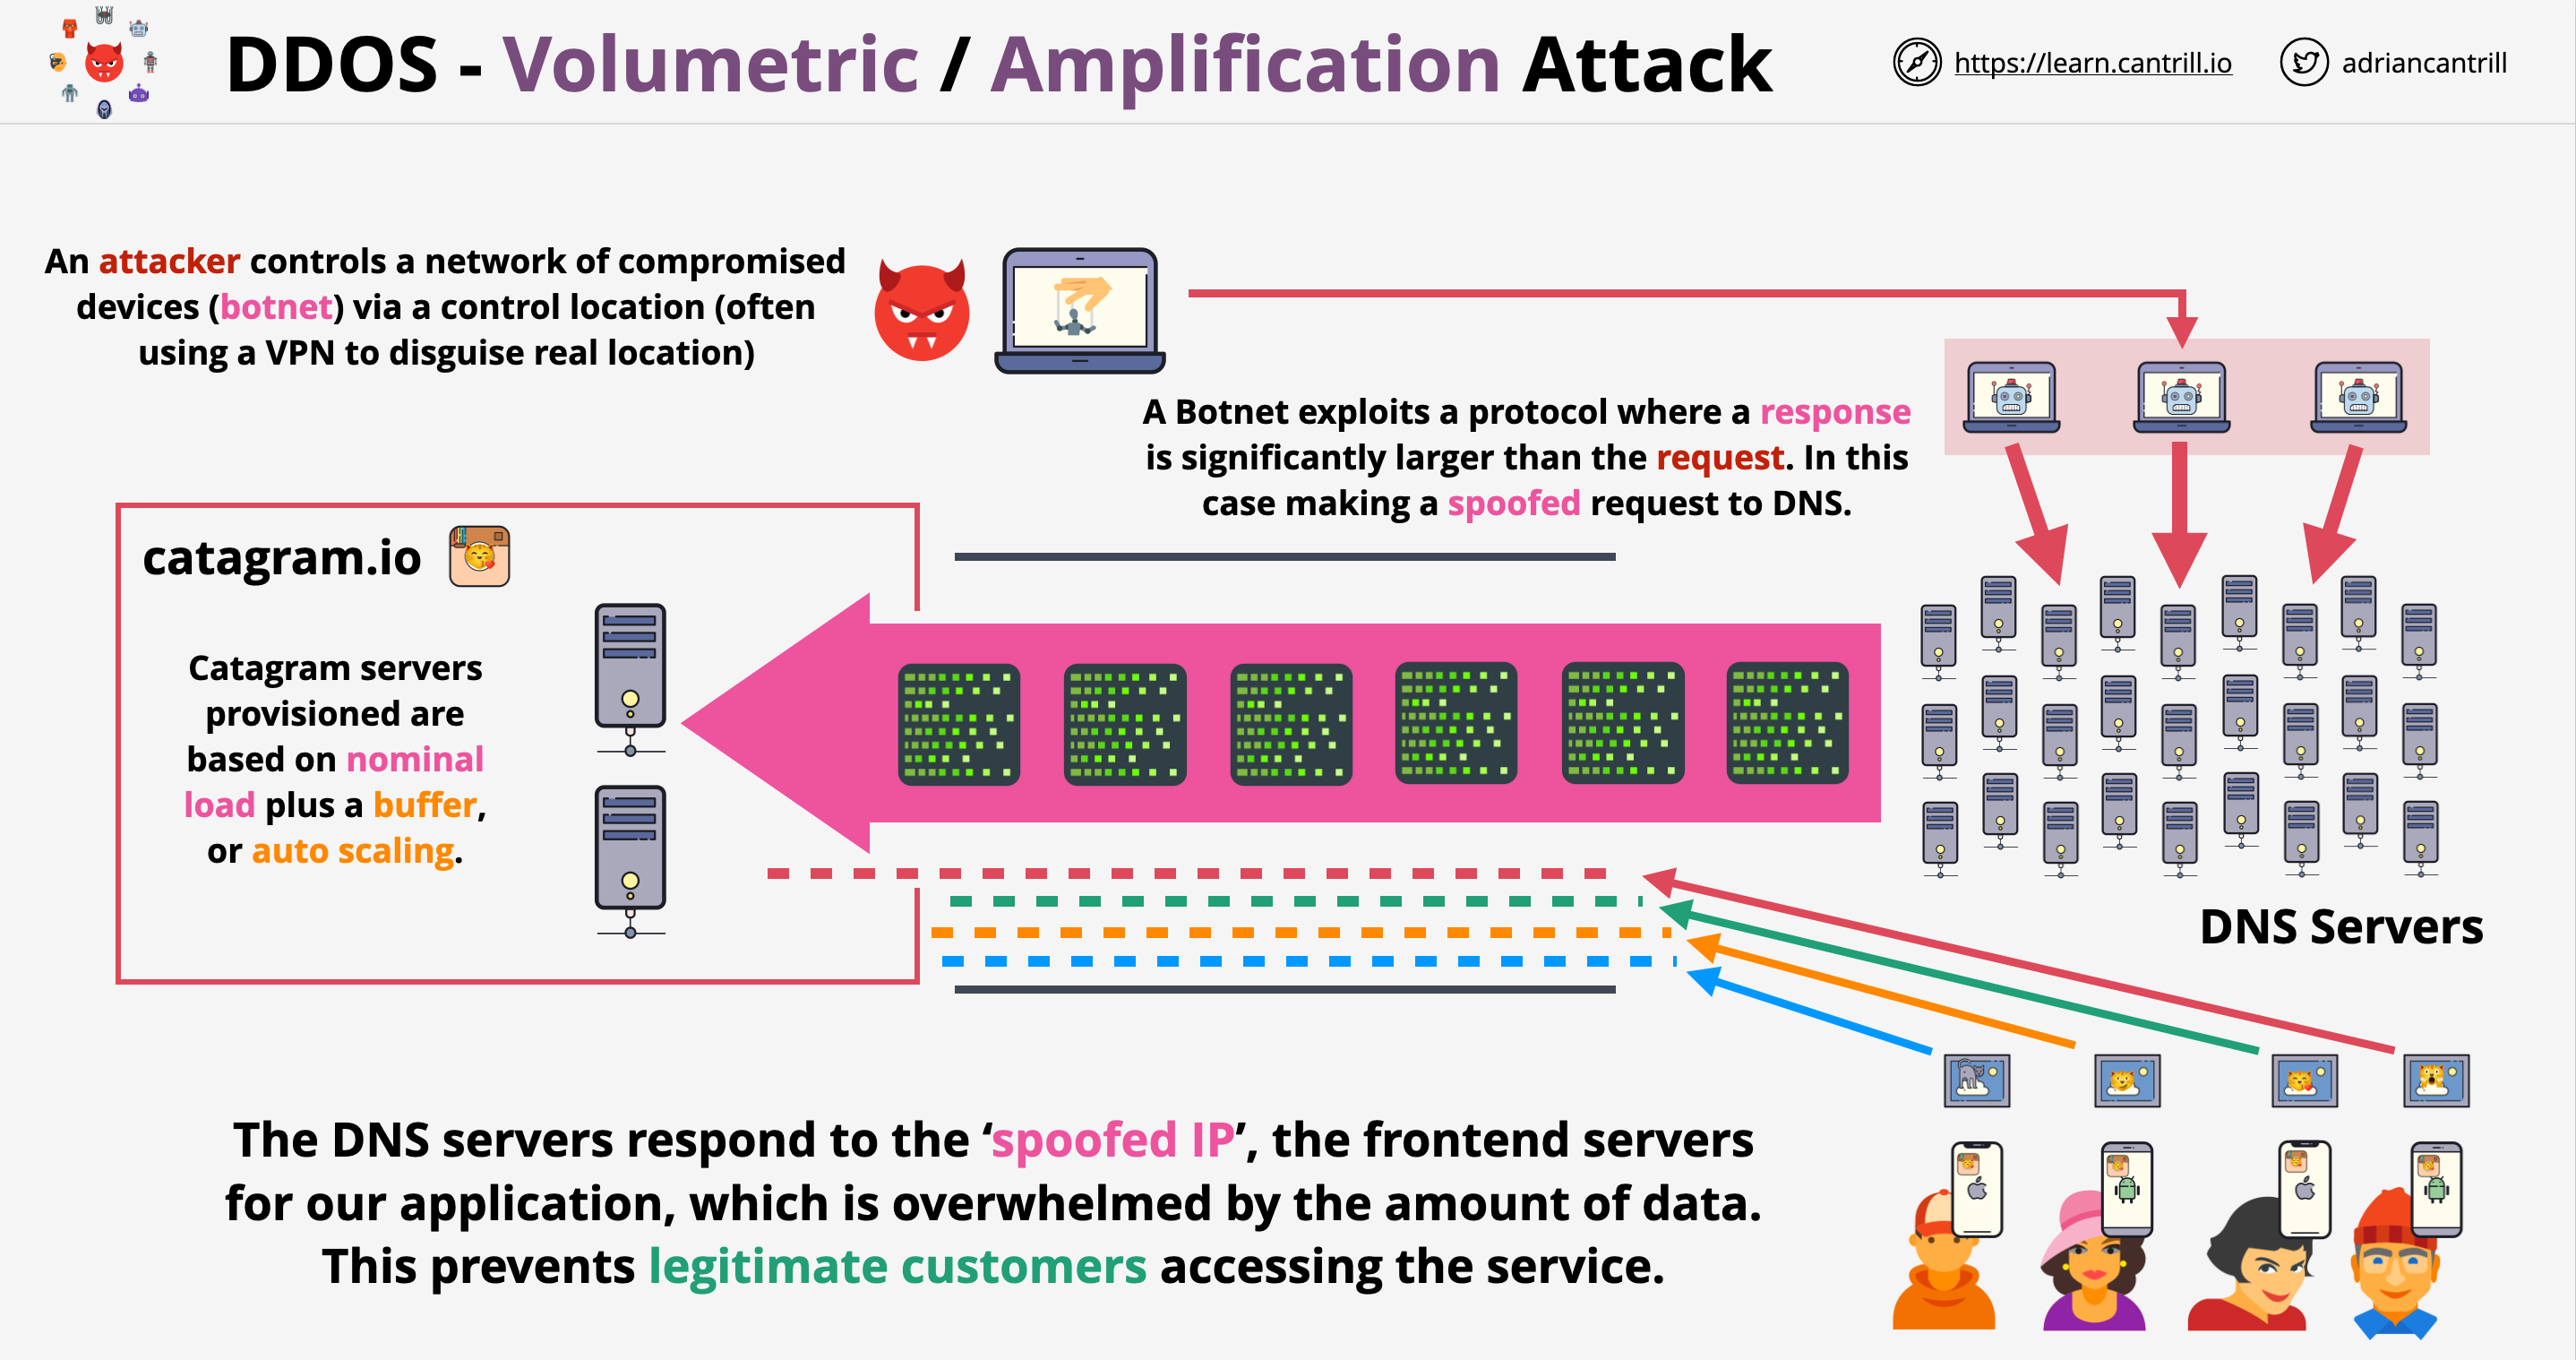 DDOS - Volumetric / Amplification Attack
https://learn.cantrill.io
adriancantrill
An attacker controls a network of compromised
devices (botnet) via a control location (often
using a VPN to disguise real location)
A Botnet exploits a protocol where a response
is significantly larger than the request. In this
case making a spoofed request to DNS.
catagram.io
Catagram servers
provisioned are
based on nominal
load plus a buffer,
or auto scaling.
DNS Servers
The DNS servers respond to the ‘spoofed IP’, the frontend servers
for our application, which is overwhelmed by the amount of data.
This prevents legitimate customers accessing the service.